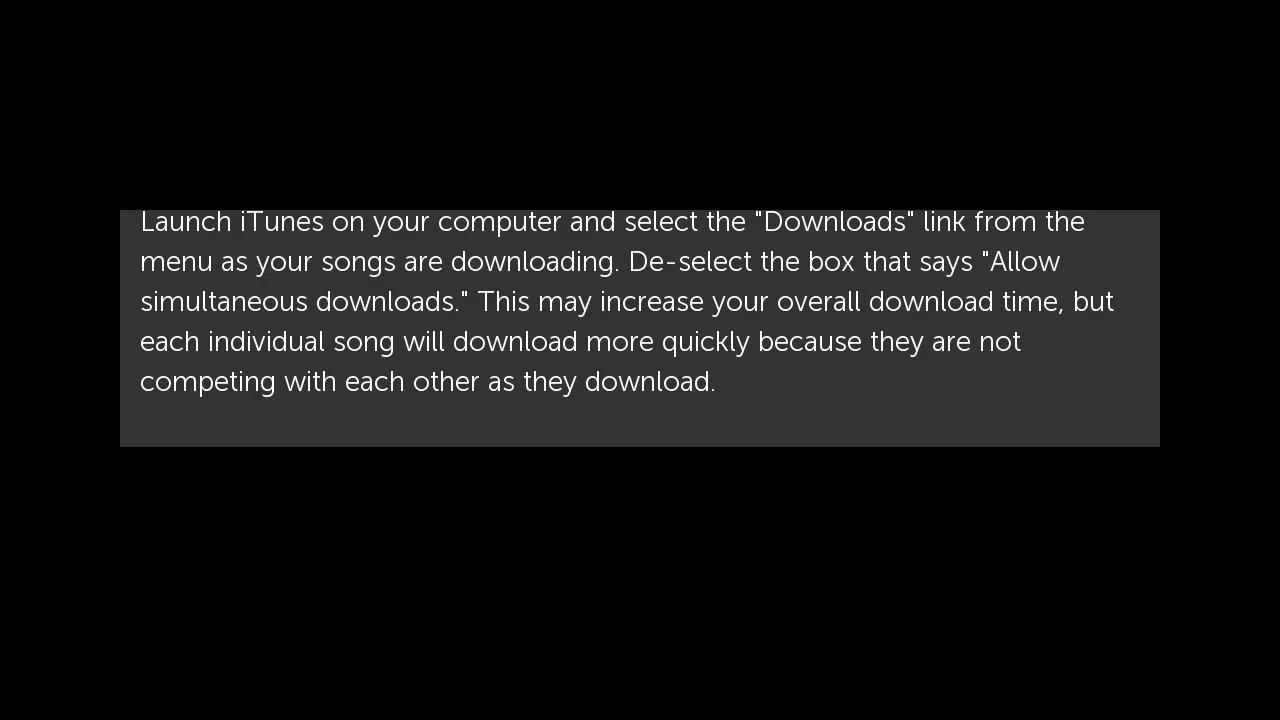 Launch iTunes on your computer and select the "Downloads" link from the
menu as your songs are downloading. De-select the box that says "Allow
simultaneous downloads." This may increase your overall download time, but
each individual song will download more quickly because they are not
competing with each other as they download.